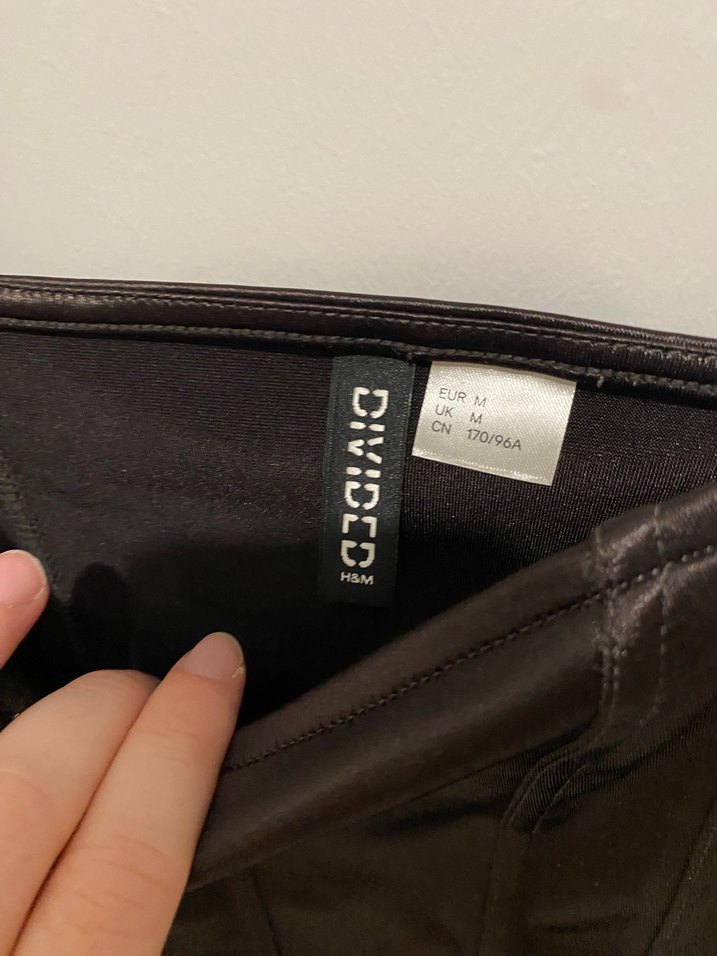 DIVIDED
H&M
EUR M
UK M
CN 170/96A